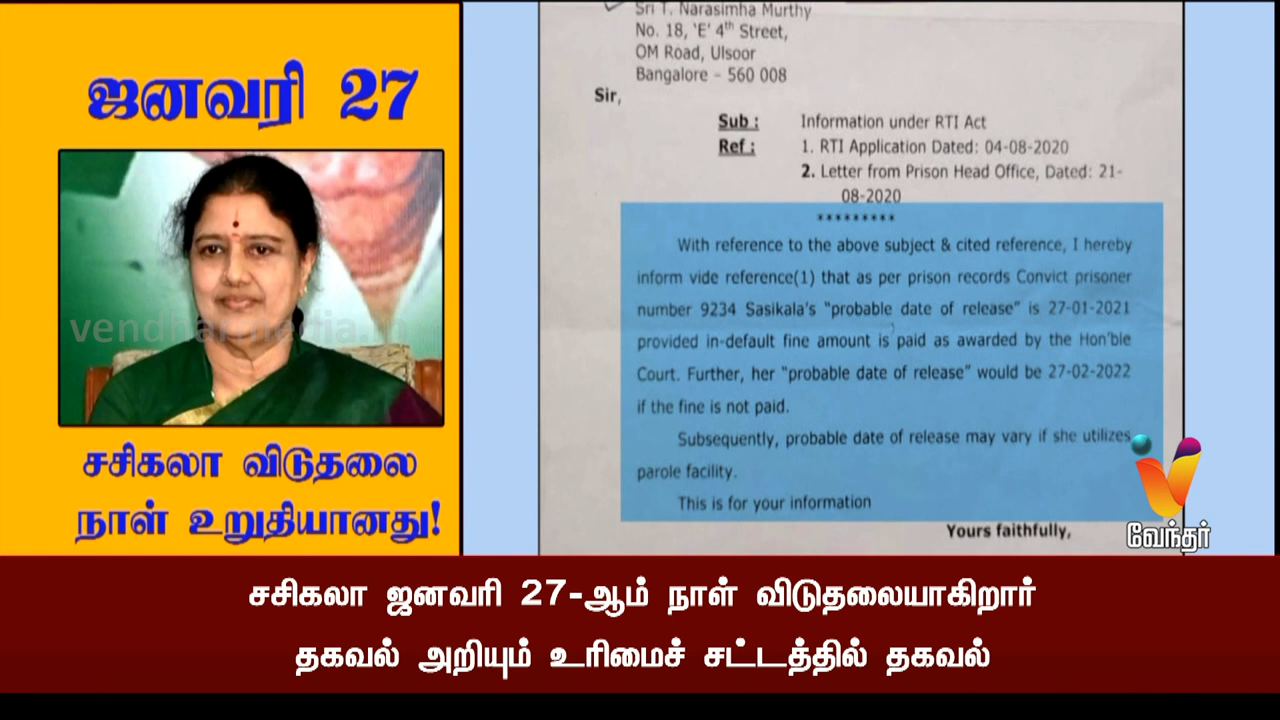 ஜனவரி 27
vendharmedia.in
சசிகலா விடுதலை
நாள் உறுதியானது!
Sri T. Narasimha Murthy
No. 18, 'E' 4th Street,
OM Road, Ulsoor
Bangalore - 560 008
Sir,
Sub : Information under RTI Act
Ref : 1. RTI Application Dated: 04-08-2020
2. Letter from Prison Head Office, Dated: 21-
08-2020
*********
With reference to the above subject & cited reference, I hereby
inform vide reference(1) that as per prison records Convict prisoner
number 9234 Sasikala's "probable date of release" is 27-01-2021
provided in-default fine amount is paid as awarded by the Hon'ble
Court. Further, her "probable date of release" would be 27-02-2022
if the fine is not paid.
Subsequently, probable date of release may vary if she utilizes
parole facility.
This is for your information
Yours faithfully,
வேந்தர்
சசிகலா ஜனவரி 27-ஆம் நாள் விடுதலையாகிறார்
தகவல் அறியும் உரிமைச் சட்டத்தில் தகவல்